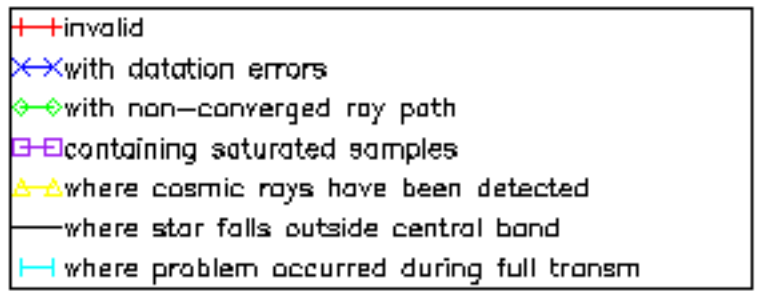 invalid
with datation errors
with non-converged ray path
containing saturated samples
where cosmic rays have been detected
where star falls outside central band
where problem occurred during full transm